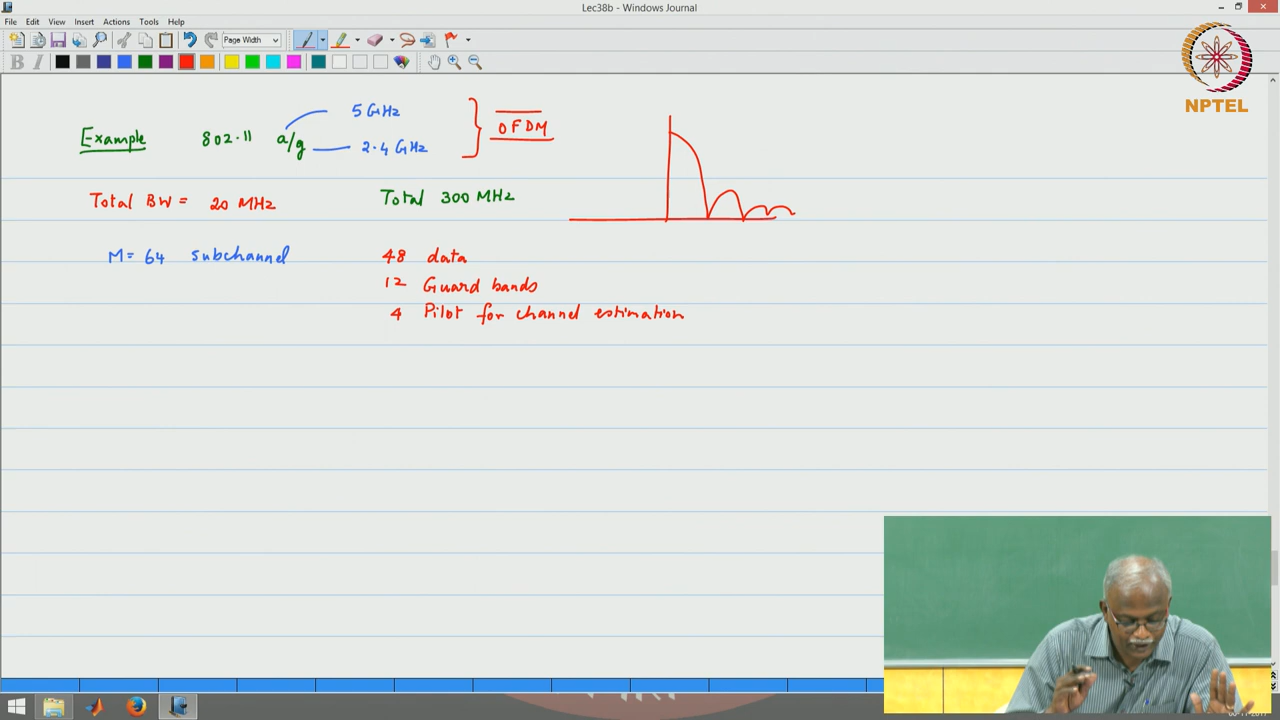 Lec38b - Windows Journal
File Edit View Insert Actions Tools Help
Page Width
NPTEL
Example 802.11 a/g 5 GHz
2.4 GHz
OFDM
Total BW = 20 MHz Total 300 MHz
M = 64 subchannel 48 data
12 Guard bands
4 Pilot for channel estimation